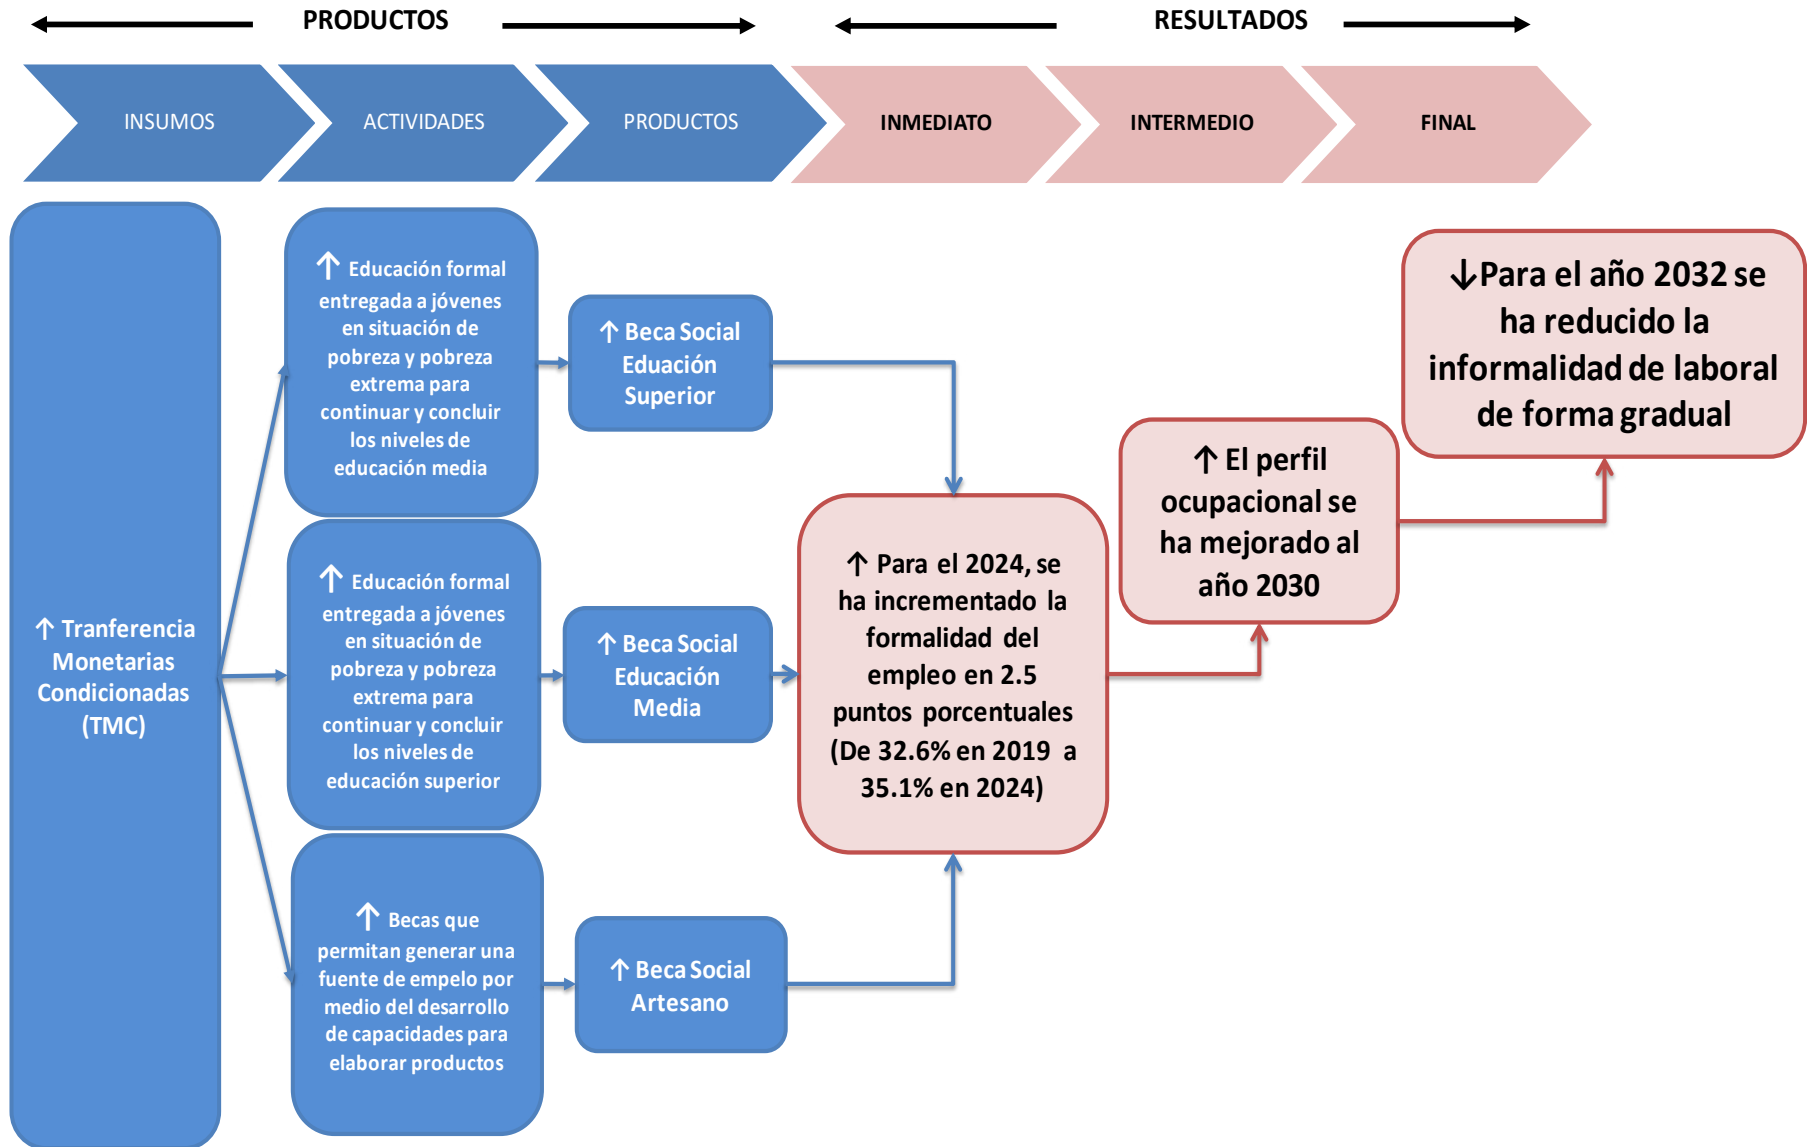 PRODUCTOS
RESULTADOS
INSUMOS
ACTIVIDADES
PRODUCTOS
INMEDIATO
INTERMEDIO
FINAL
↑ Tranferencia
Monetarias
Condicionadas
(TMC)
↑ Educación formal
entregada a jóvenes
en situación de
pobreza y pobreza
extrema para
continuar y concluir
los niveles de
educación media
↑ Educación formal
entregada a jóvenes
en situación de
pobreza y pobreza
extrema para
continuar y concluir
los niveles de
educación superior
↑ Becas que
permitan generar una
fuente de empelo por
medio del desarrollo
de capacidades para
elaborar productos
↑ Beca Social
Eduación
Superior
↑ Beca Social
Educación
Media
↑ Beca Social
Artesano
↑ Para el 2024, se
ha incrementado la
formalidad del
empleo en 2.5
puntos porcentuales
(De 32.6% en 2019 a
35.1% en 2024)
↑ El perfil
ocupacional se
ha mejorado al
año 2030
↓Para el año 2032 se
ha reducido la
informalidad de laboral
de forma gradual